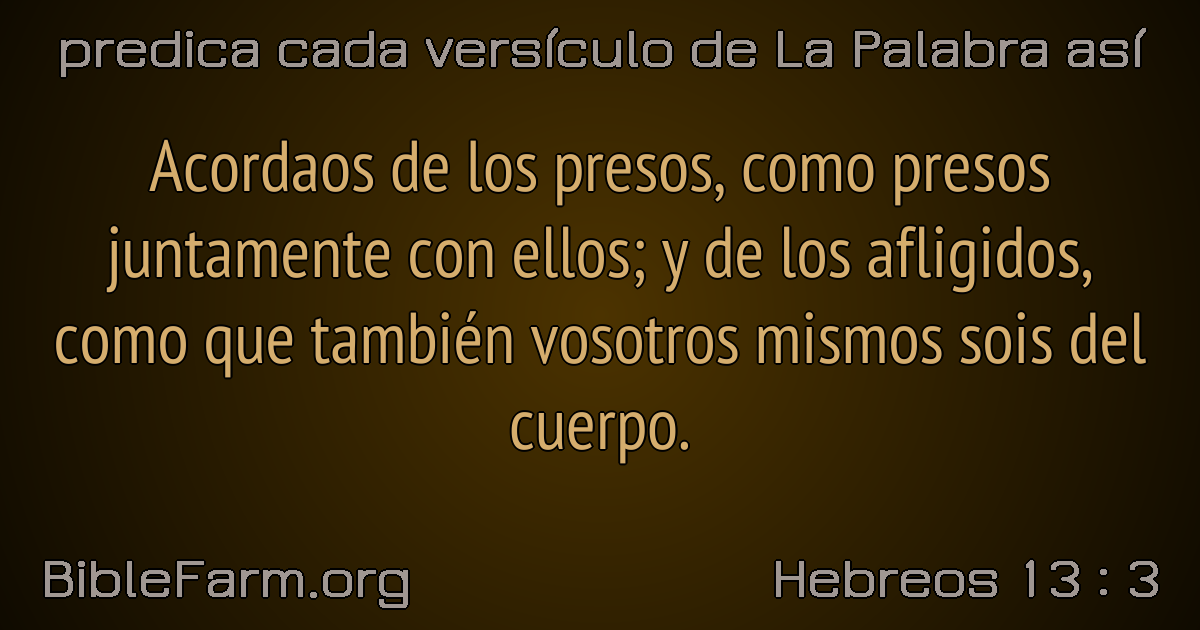 predica cada versículo de La Palabra así
Acordaos de los presos, como presos
juntamente con ellos; y de los afligidos,
como que también vosotros mismos sois del
cuerpo.
BibleFarm.org
Hebreos 13 : 3